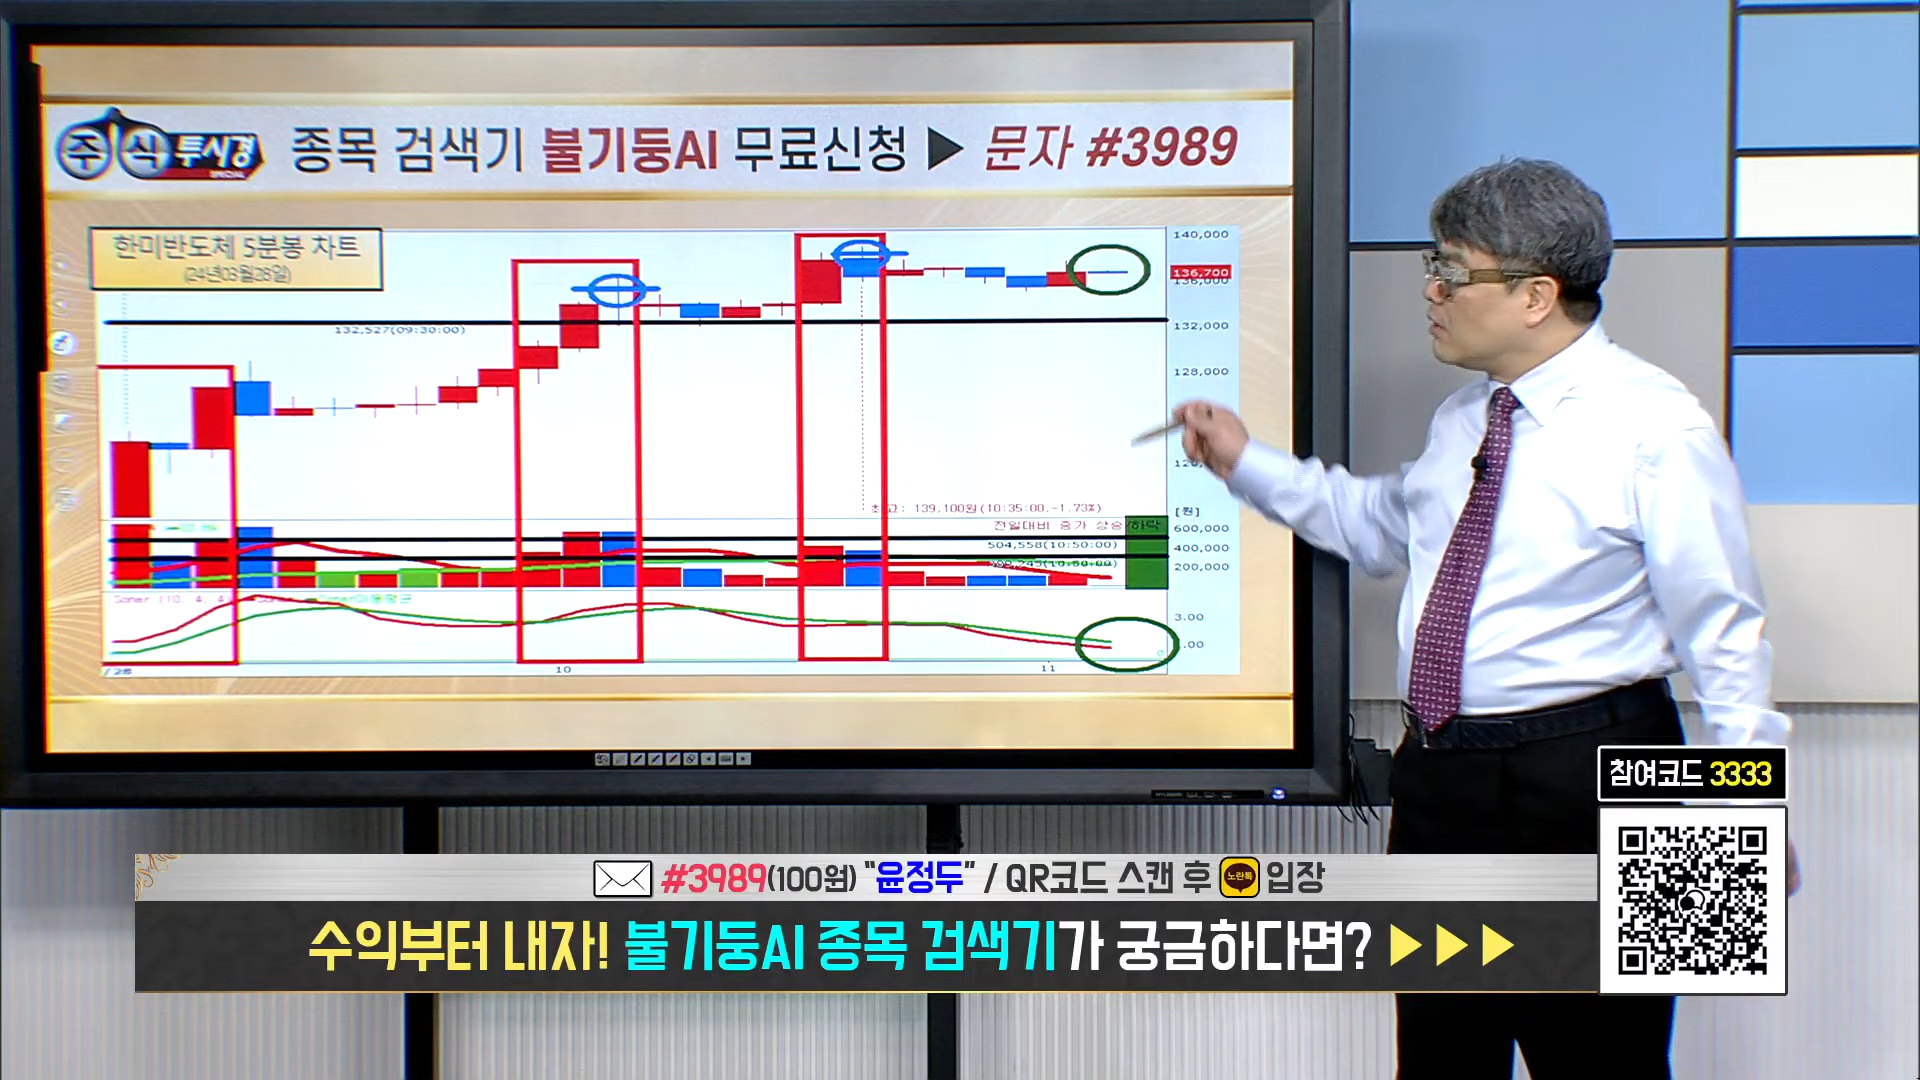 주식투시경
SPECIAL
종목 검색기 불기둥AI 무료신청 ▶ 문자 #3989
한미반도체 5분봉 차트
(24년03월28일)
140,000
136,700
136,000
132,527(09:30:00)
132,000
128,000
최고: 139,100원(10:35:00,-1.73%)
[원]
전일대비 종가 상승/하락
600,000
504,558(10:50:00)
400,000
200,000
3.00
10
11
참여코드 3333
#3989(100원) "윤정두" / QR코드 스캔 후 노란톡 입장
수익부터 내자! 불기둥AI 종목 검색기가 궁금하다면? ▶▶▶